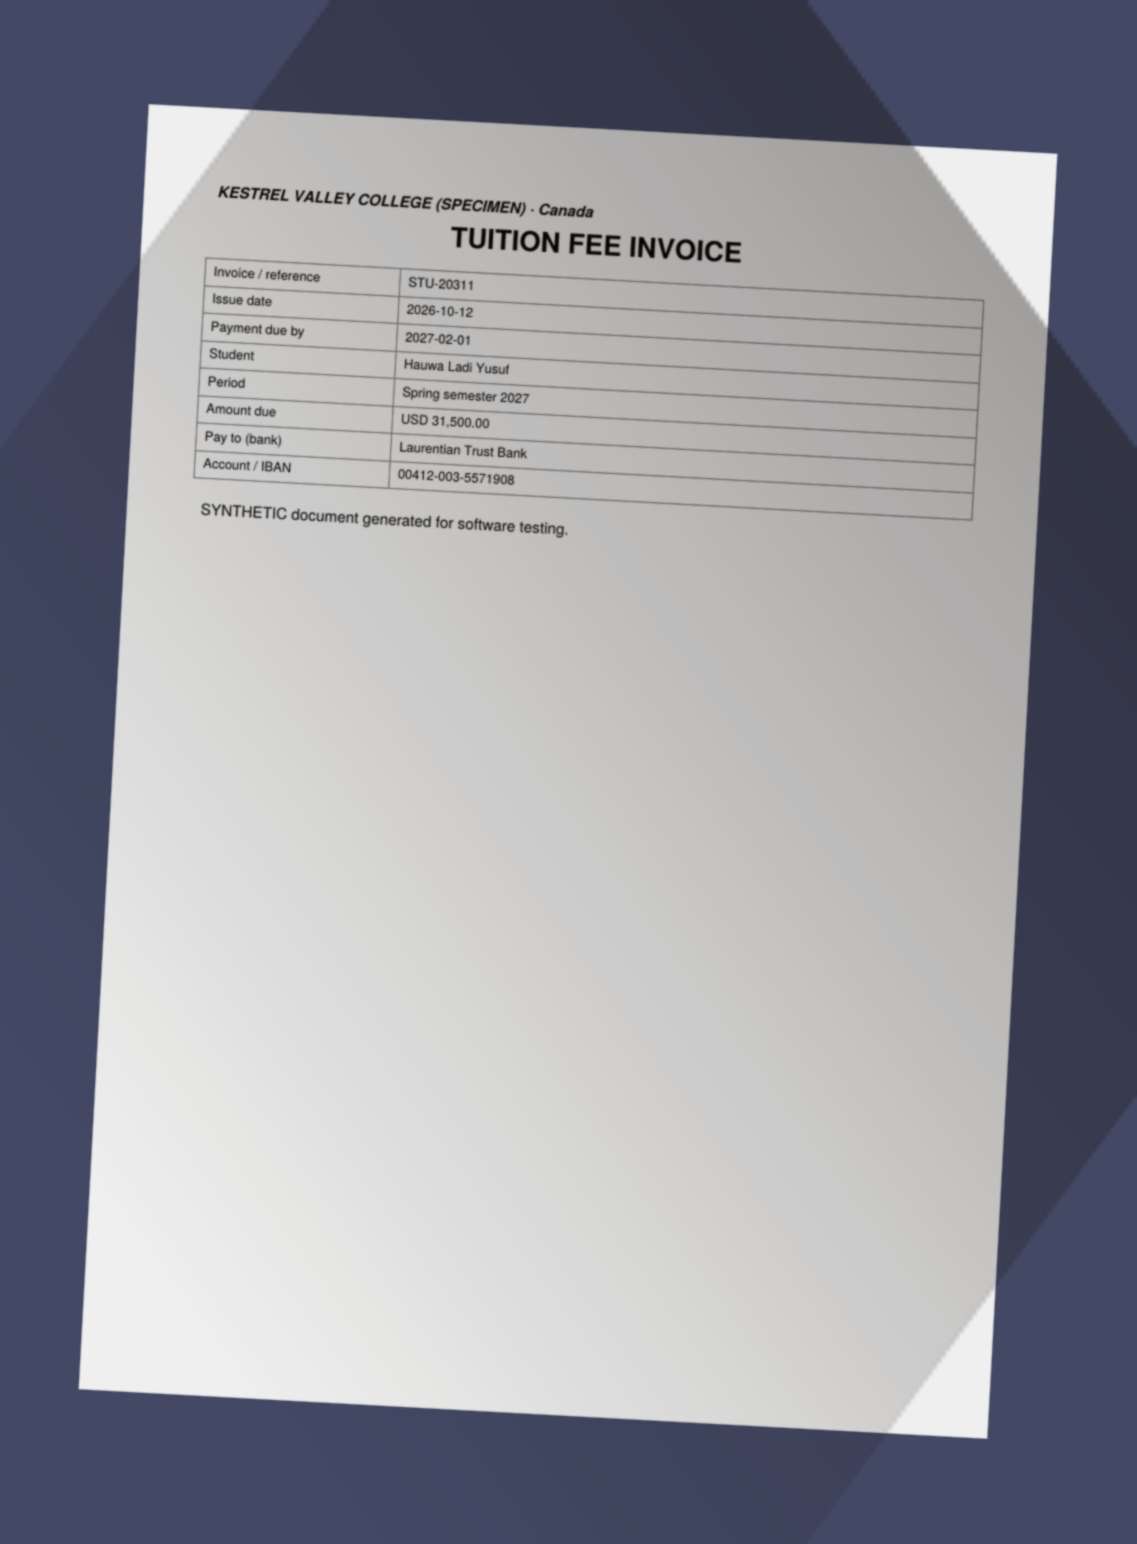 KESTREL VALLEY COLLEGE (SPECIMEN) - Canada
TUITION FEE INVOICE
Invoice / reference STU-20311
Issue date 2026-10-12
Payment due by 2027-02-01
Student Hauwa Ladi Yusuf
Period Spring semester 2027
Amount due USD 31,500.00
Pay to (bank) Laurentian Trust Bank
Account / IBAN 00412-003-5571908
SYNTHETIC document generated for software testing.